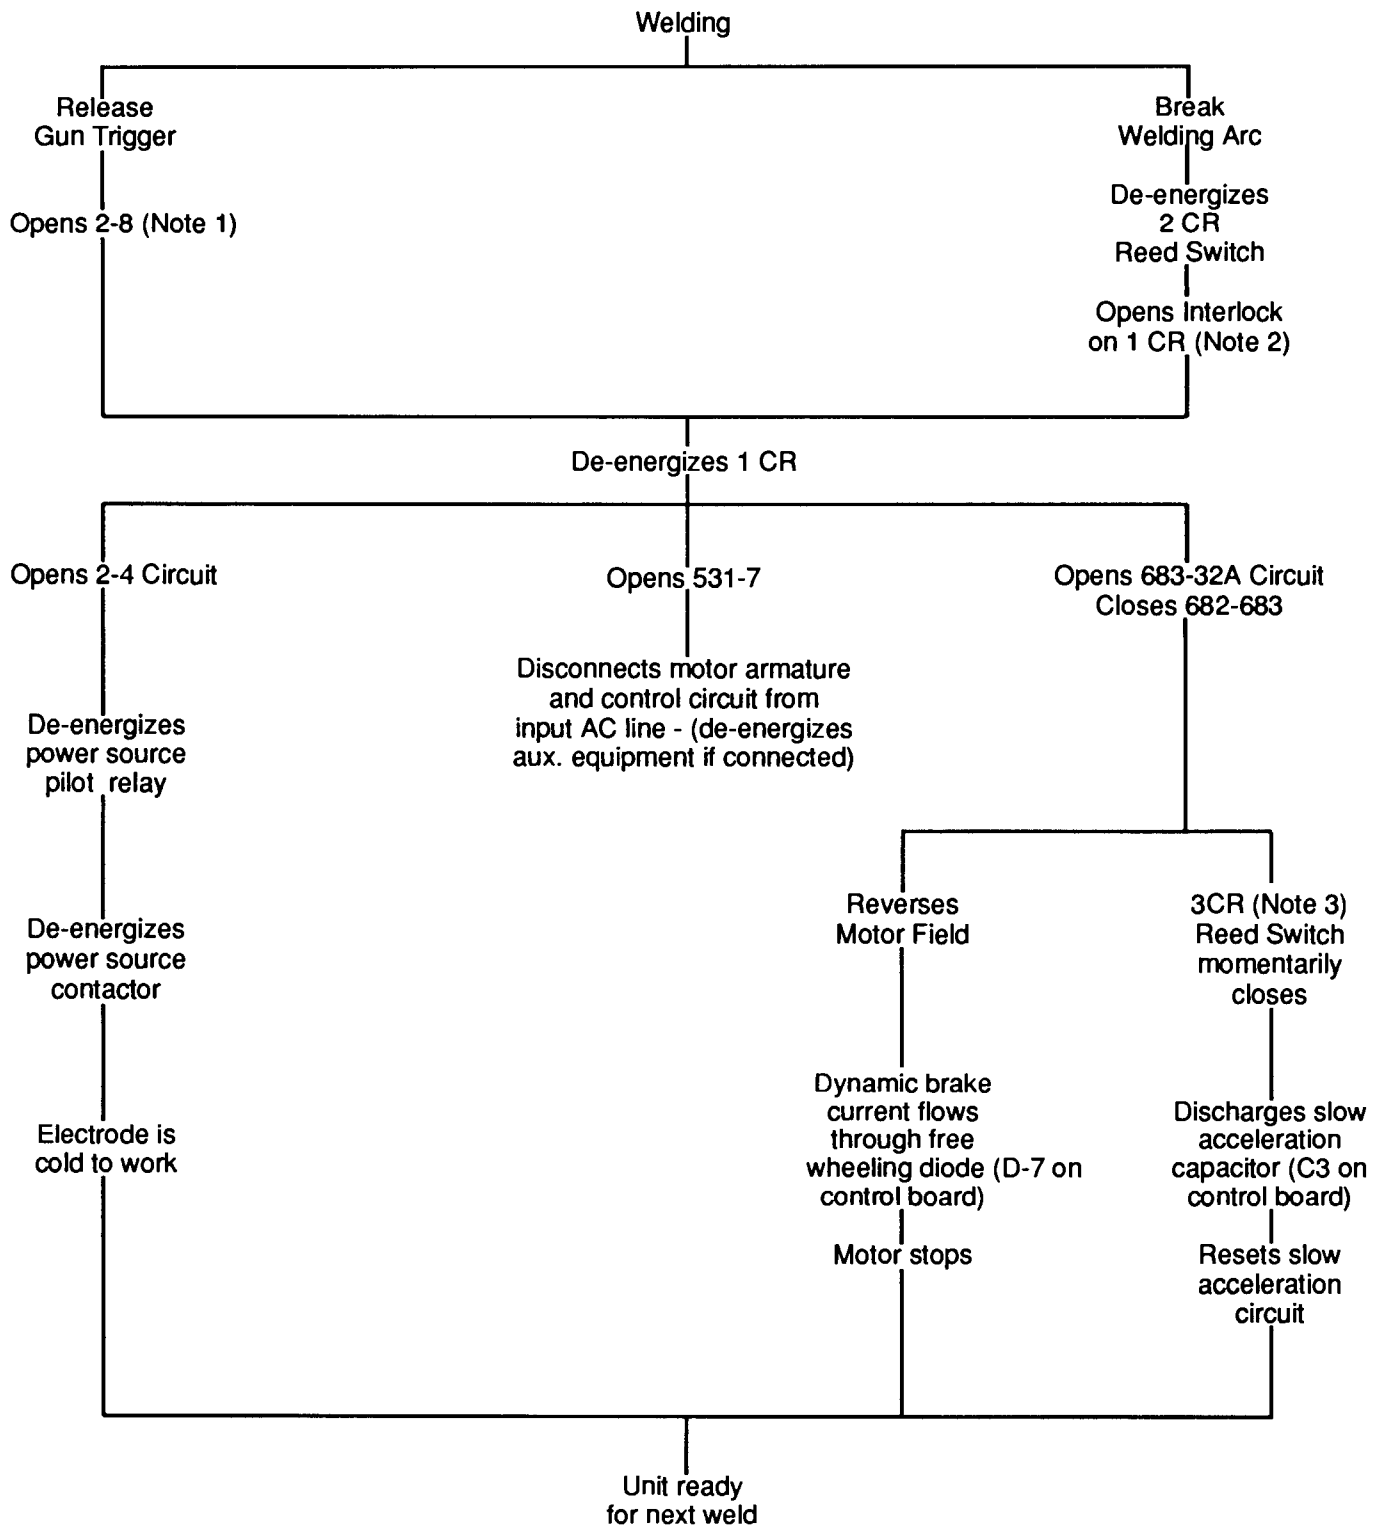 Welding
Release
Gun Trigger
Opens 2-8 (Note 1)
Break
Welding Arc
De-energizes
2 CR
Reed Switch
Opens Interlock
on 1 CR (Note 2)
De-energizes 1 CR
Opens 2-4 Circuit
De-energizes
power source
pilot relay
De-energizes
power source
contactor
Electrode is
cold to work
Opens 531-7
Disconnects motor armature
and control circuit from
input AC line - (de-energizes
aux. equipment if connected)
Opens 683-32A Circuit
Closes 682-683
Reverses
Motor Field
Dynamic brake
current flows
through free
wheeling diode (D-7 on
control board)
Motor stops
3CR (Note 3)
Reed Switch
momentarily
closes
Discharges slow
acceleration
capacitor (C3 on
control board)
Resets slow
acceleration
circuit
Unit ready
for next weld